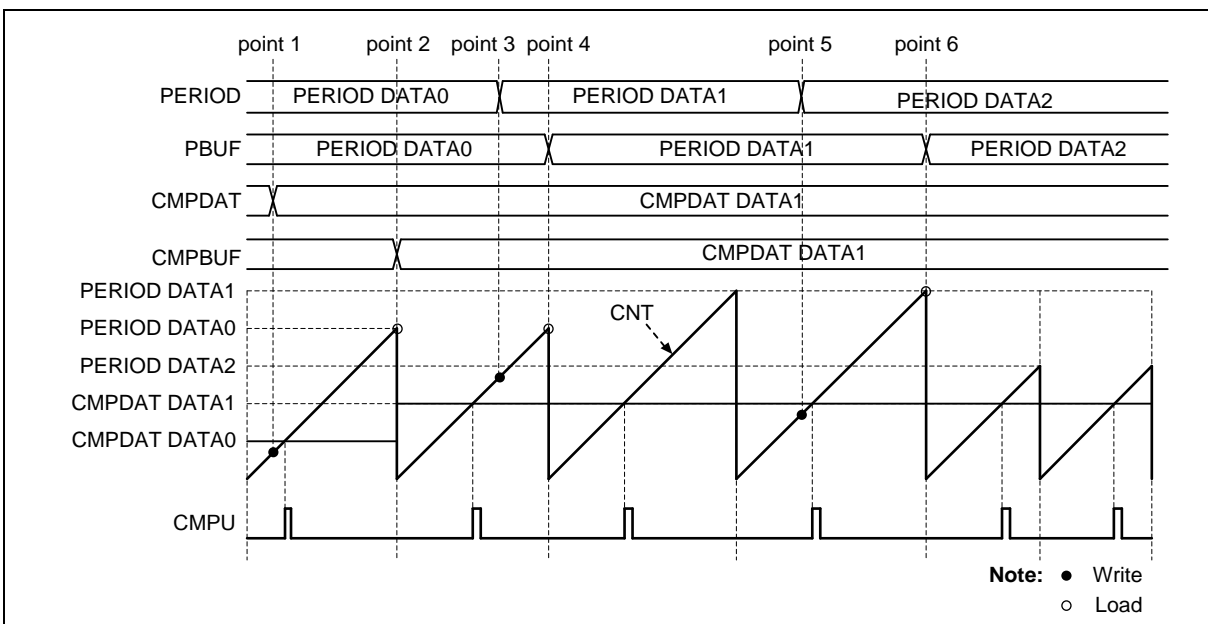 point 1 point 2 point 3 point 4 point 5 point 6
PERIOD PERIOD DATA0 PERIOD DATA1 PERIOD DATA2
PBUF PERIOD DATA0 PERIOD DATA1 PERIOD DATA2
CMPDAT CMPDAT DATA1
CMPBUF CMPDAT DATA1
PERIOD DATA1
CNT
PERIOD DATA0
PERIOD DATA2
CMPDAT DATA1
CMPDAT DATA0
CMPU
Note: ● Write
○ Load